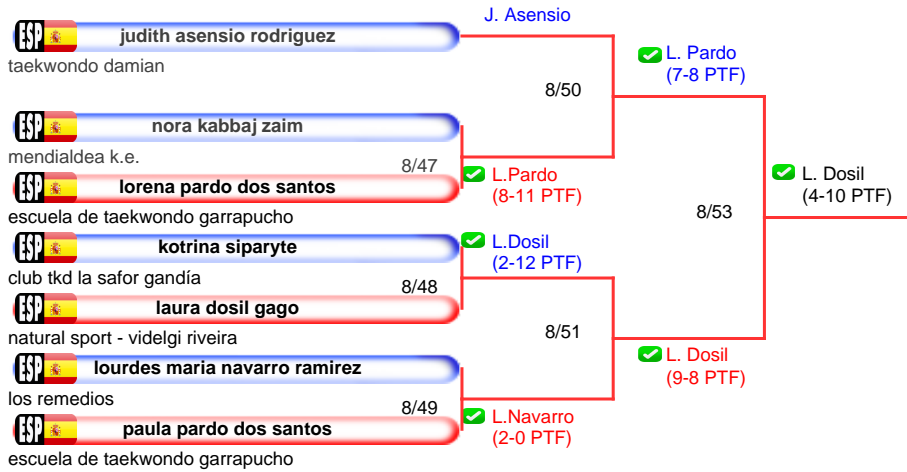 J. Asensio
ESP judith asensio rodriguez
taekwondo damian
L. Pardo
(7-8 PTF)
8/50
ESP nora kabbaj zaim
mendialdea k.e.
8/47
L.Pardo
(8-11 PTF)
ESP lorena pardo dos santos
escuela de taekwondo garrapucho
L. Dosil
(4-10 PTF)
8/53
ESP kotrina siparyte
club tkd la safor gandía
L.Dosil
(2-12 PTF)
8/48
ESP laura dosil gago
natural sport - videlgi riveira
8/51
ESP lourdes maria navarro ramirez
los remedios
L. Dosil
(9-8 PTF)
8/49
L.Navarro
(2-0 PTF)
ESP paula pardo dos santos
escuela de taekwondo garrapucho